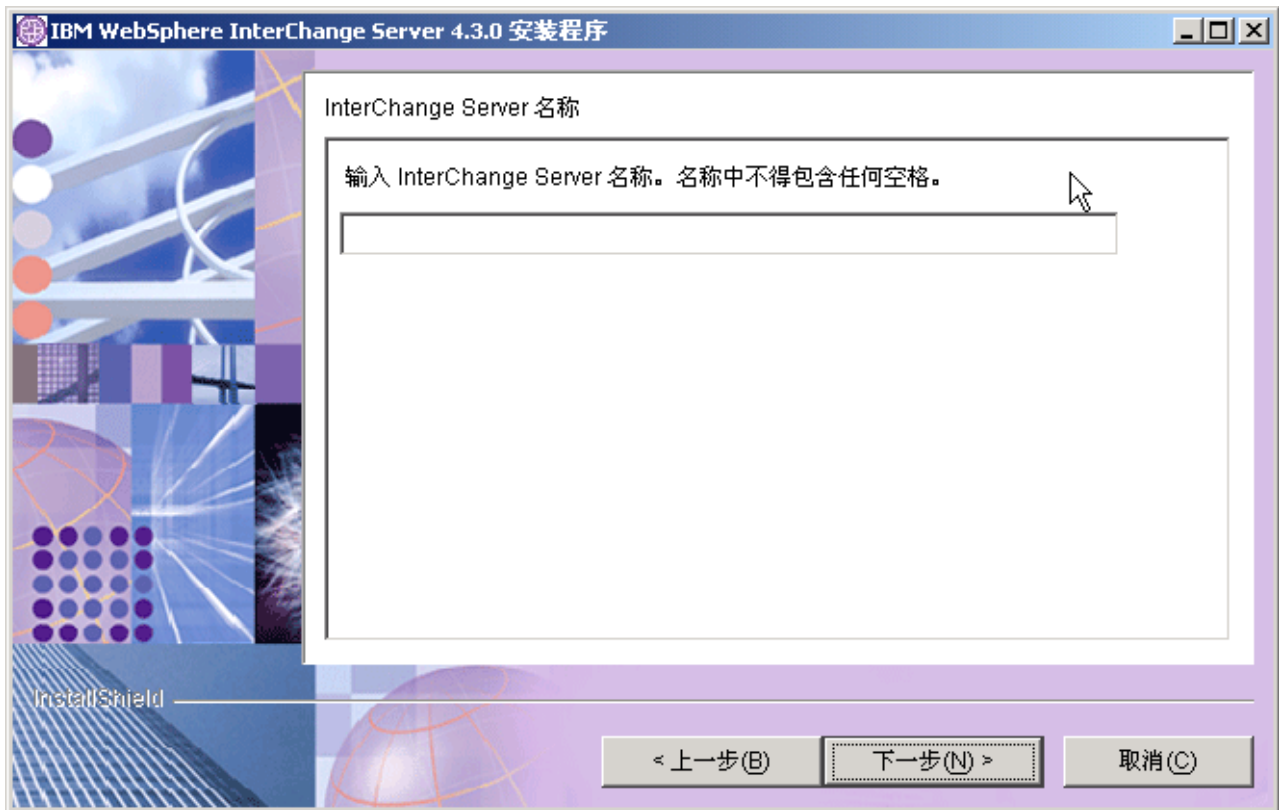 IBM WebSphere InterChange Server 4.3.0 安装程序
InterChange Server 名称
输入 InterChange Server 名称。名称中不得包含任何空格。
InstallShield
< 上一步(B)
下一步(N) >
取消(C)